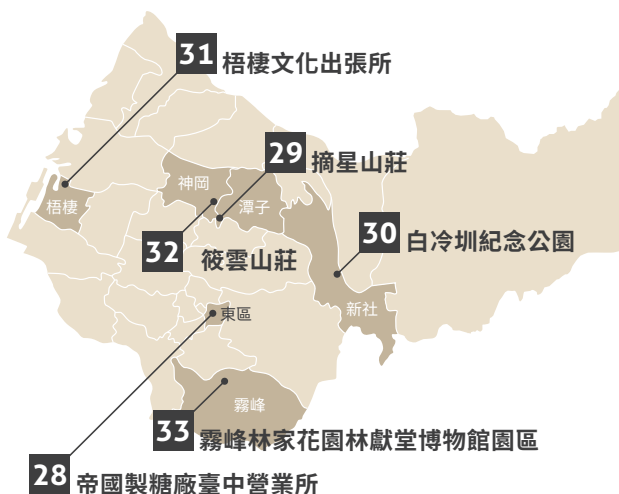 31 梧棲文化出張所
29 摘星山莊
神岡
潭子
梧棲
32 筱雲山莊
30 白冷圳紀念公園
新社
東區
霧峰
33 霧峰林家花園林獻堂博物館園區
28 帝國製糖廠臺中營業所